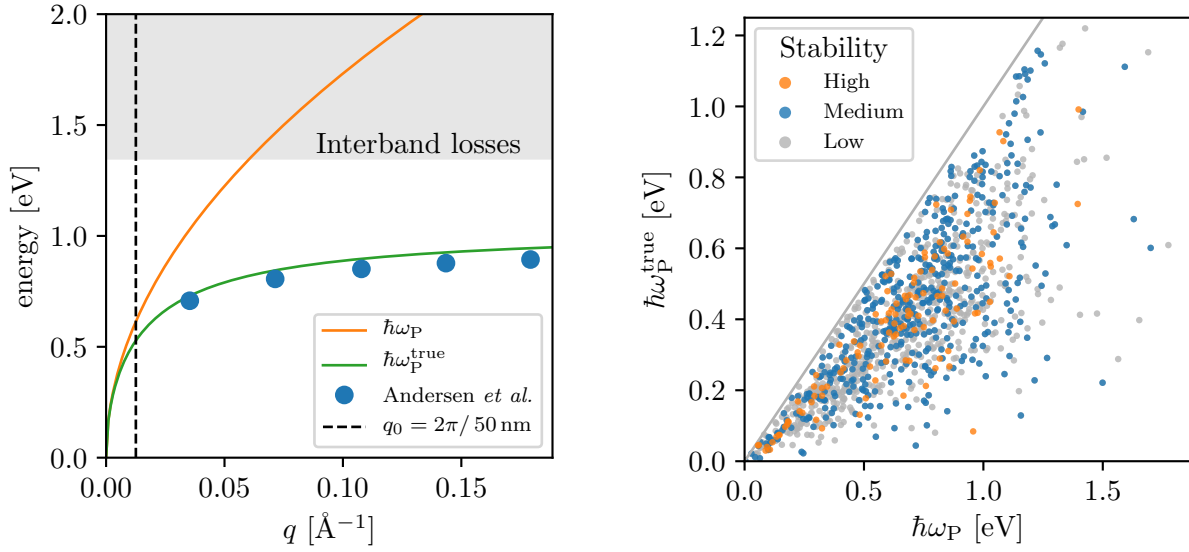 2.0
1.5
1.0
0.5
0.0
energy [eV]
Interband losses
ħω_P
ħω_P^true
Andersen et al.
q₀ = 2π/ 50 nm
0.00 0.05 0.10 0.15
q [Å⁻¹]
1.2
1.0
0.8
0.6
0.4
0.2
0.0
ħω_P^true [eV]
Stability
High
Medium
Low
0.0 0.5 1.0 1.5
ħω_P [eV]